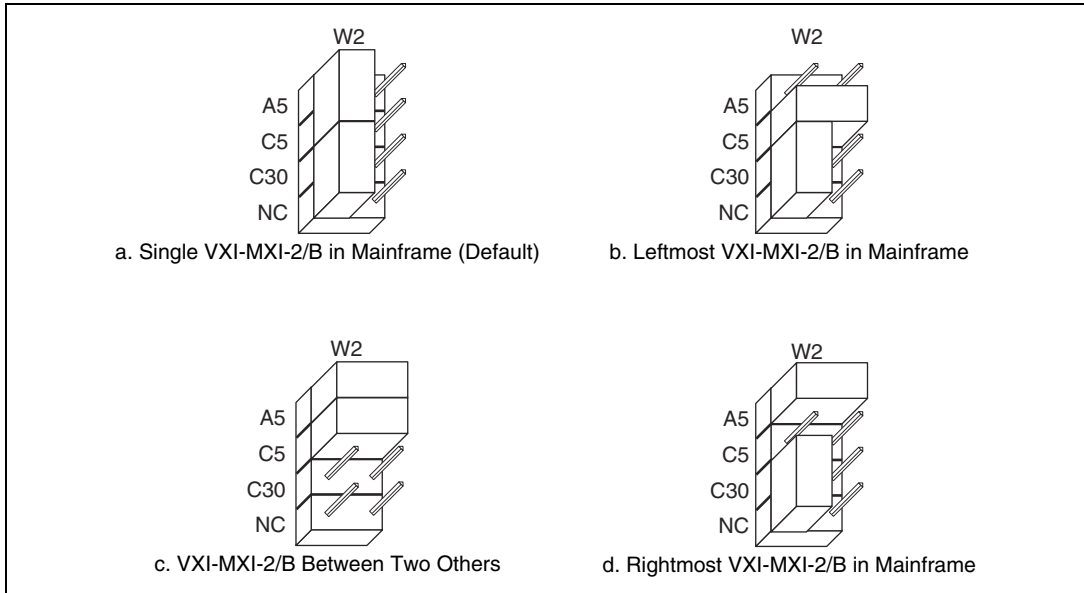 W2
A5
C5
C30
NC
a. Single VXI-MXI-2/B in Mainframe (Default)
W2
A5
C5
C30
NC
b. Leftmost VXI-MXI-2/B in Mainframe
W2
A5
C5
C30
NC
c. VXI-MXI-2/B Between Two Others
W2
A5
C5
C30
NC
d. Rightmost VXI-MXI-2/B in Mainframe